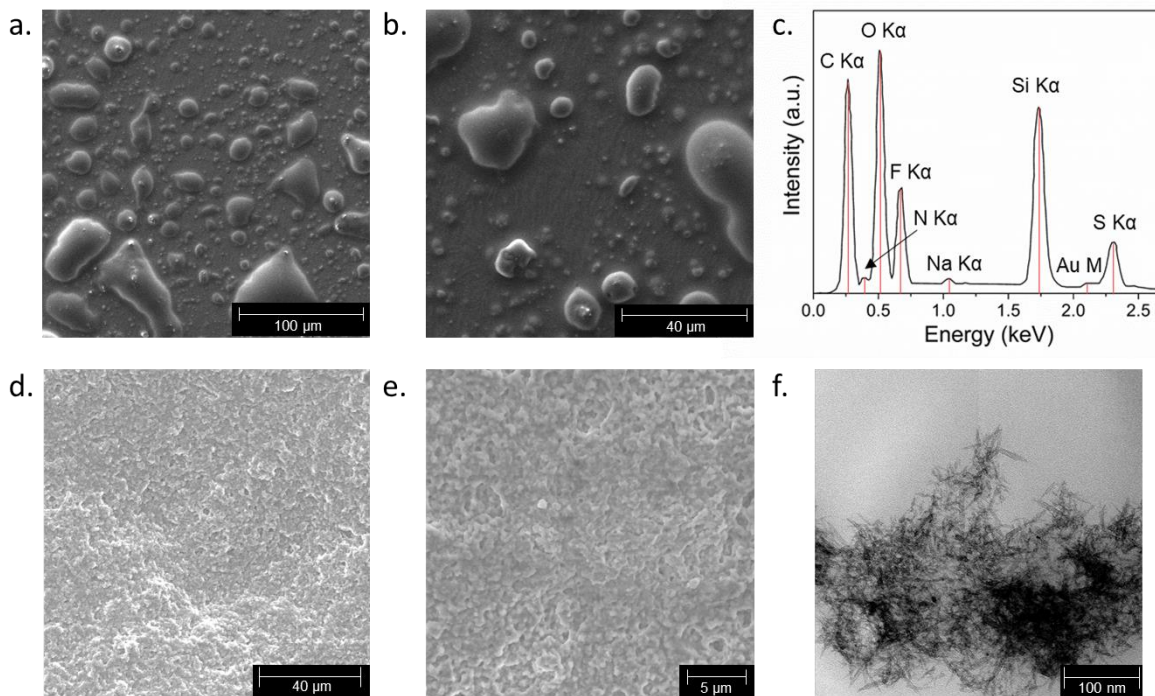 a.
100 µm
b.
40 µm
c.
Intensity (a.u.)
C Kα
O Kα
F Kα
N Kα
Na Kα
Si Kα
Au M
S Kα
0.0 0.5 1.0 1.5 2.0 2.5
Energy (keV)
d.
40 µm
e.
5 µm
f.
100 nm